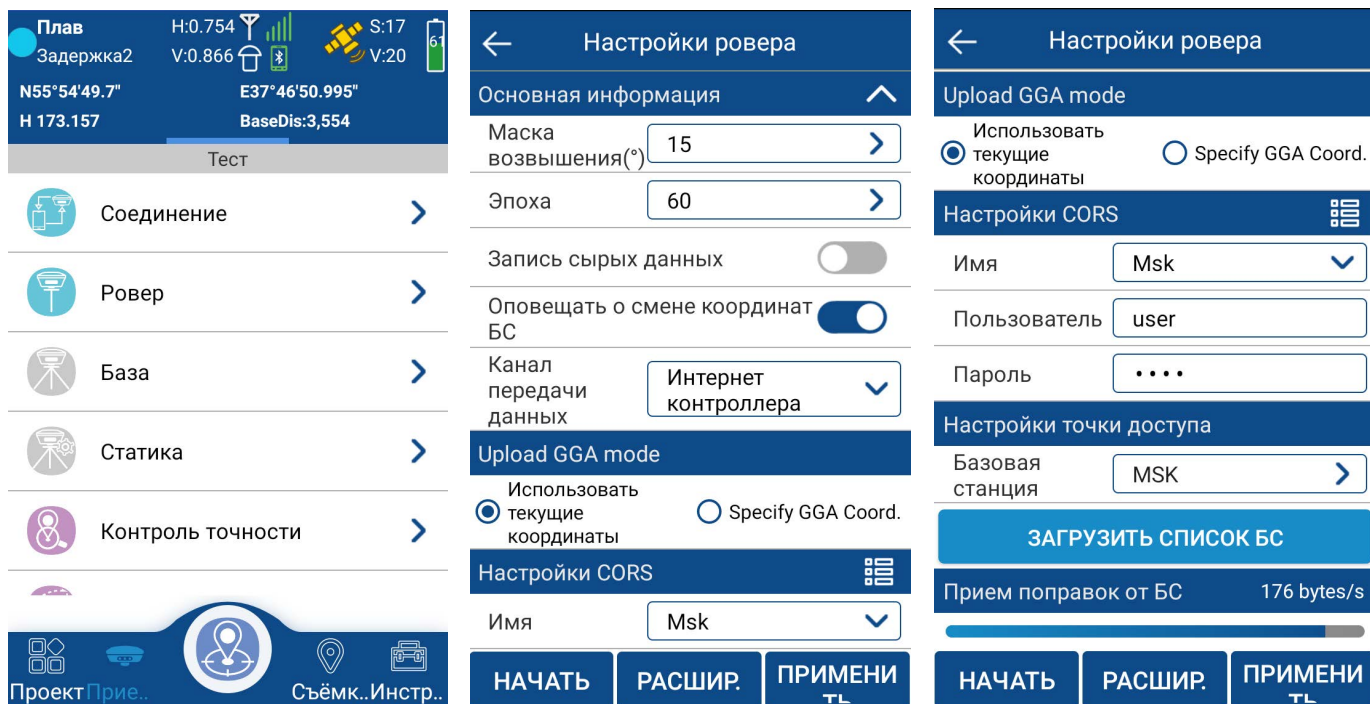 Плав H:0.754 S:17 61
Задержка2 V:0.866 V:20
N55°54'49.7" E37°46'50.995"
H 173.157 BaseDis:3,554
Тест
Соединение
Ровер
База
Статика
Контроль точности
Проект Прие.. Съёмк.. Инстр..
Настройки ровера
Основная информация
Маска
возвышения(°) 15
Эпоха 60
Запись сырых данных
Оповещать о смене координат
БС
Канал
передачи
данных
Интернет
контроллера
Upload GGA mode
Использовать
текущие
координаты
Specify GGA Coord.
Настройки CORS
Имя Msk
НАЧАТЬ РАСШИР. ПРИМЕНИ
ТЬ
Настройки ровера
Upload GGA mode
Использовать
текущие
координаты
Specify GGA Coord.
Настройки CORS
Имя Msk
Пользователь user
Пароль ••••
Настройки точки доступа
Базовая
станция MSK
ЗАГРУЗИТЬ СПИСОК БС
Прием поправок от БС 176 bytes/s
НАЧАТЬ РАСШИР. ПРИМЕНИ
ТЬ